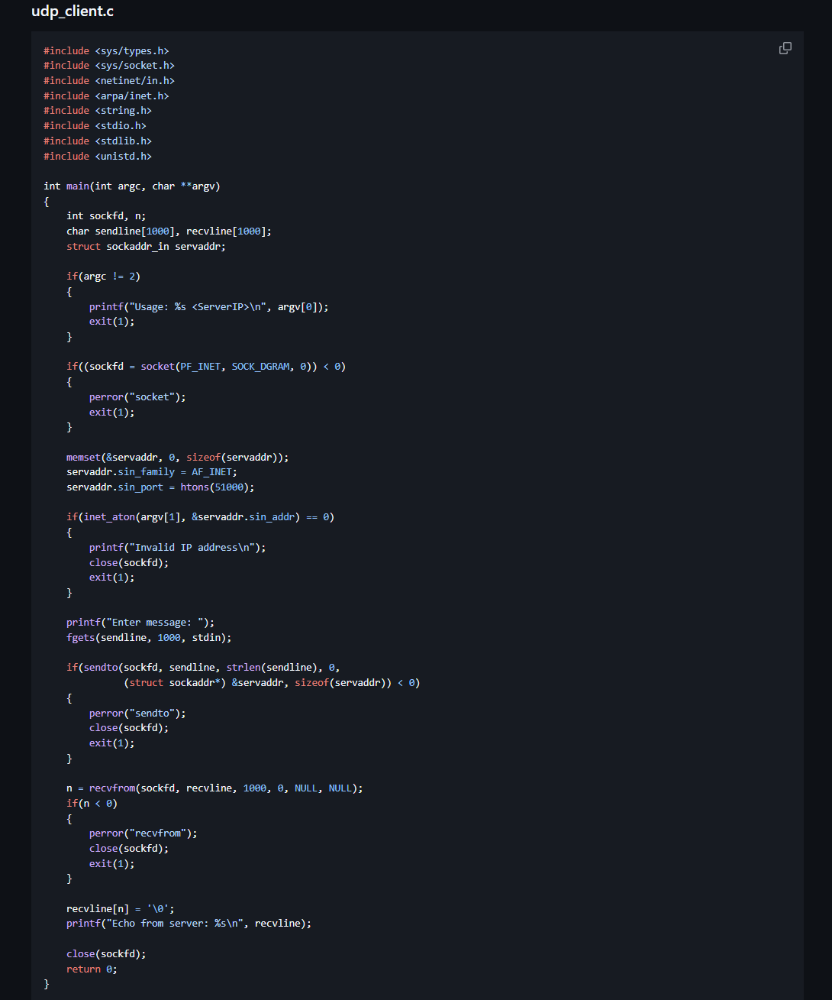 udp_client.c
#include <sys/types.h>
#include <sys/socket.h>
#include <netinet/in.h>
#include <arpa/inet.h>
#include <string.h>
#include <stdio.h>
#include <stdlib.h>
#include <unistd.h>

int main(int argc, char **argv)
{
    int sockfd, n;
    char sendline[1000], recvline[1000];
    struct sockaddr_in servaddr;

    if(argc != 2)
    {
        printf("Usage: %s <ServerIP>\n", argv[0]);
        exit(1);
    }

    if((sockfd = socket(PF_INET, SOCK_DGRAM, 0)) < 0)
    {
        perror("socket");
        exit(1);
    }

    memset(&servaddr, 0, sizeof(servaddr));
    servaddr.sin_family = AF_INET;
    servaddr.sin_port = htons(51000);

    if(inet_aton(argv[1], &servaddr.sin_addr) == 0)
    {
        printf("Invalid IP address\n");
        close(sockfd);
        exit(1);
    }

    printf("Enter message: ");
    fgets(sendline, 1000, stdin);

    if(sendto(sockfd, sendline, strlen(sendline), 0,
              (struct sockaddr*) &servaddr, sizeof(servaddr)) < 0)
    {
        perror("sendto");
        close(sockfd);
        exit(1);
    }

    n = recvfrom(sockfd, recvline, 1000, 0, NULL, NULL);
    if(n < 0)
    {
        perror("recvfrom");
        close(sockfd);
        exit(1);
    }

    recvline[n] = '\0';
    printf("Echo from server: %s\n", recvline);

    close(sockfd);
    return 0;
}